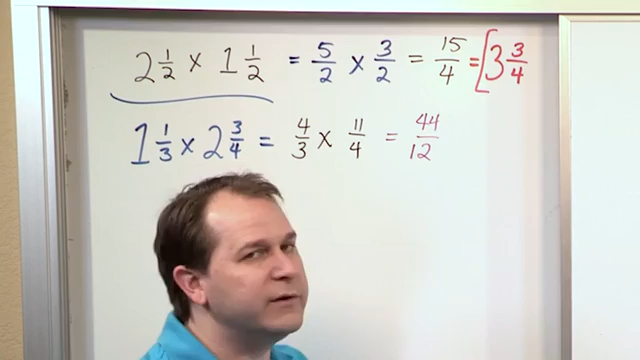 2 1/2 x 1 1/2 = 5/2 x 3/2 = 15/4 = [3 3/4
1 1/3 x 2 3/4 = 4/3 x 11/4 = 44/12